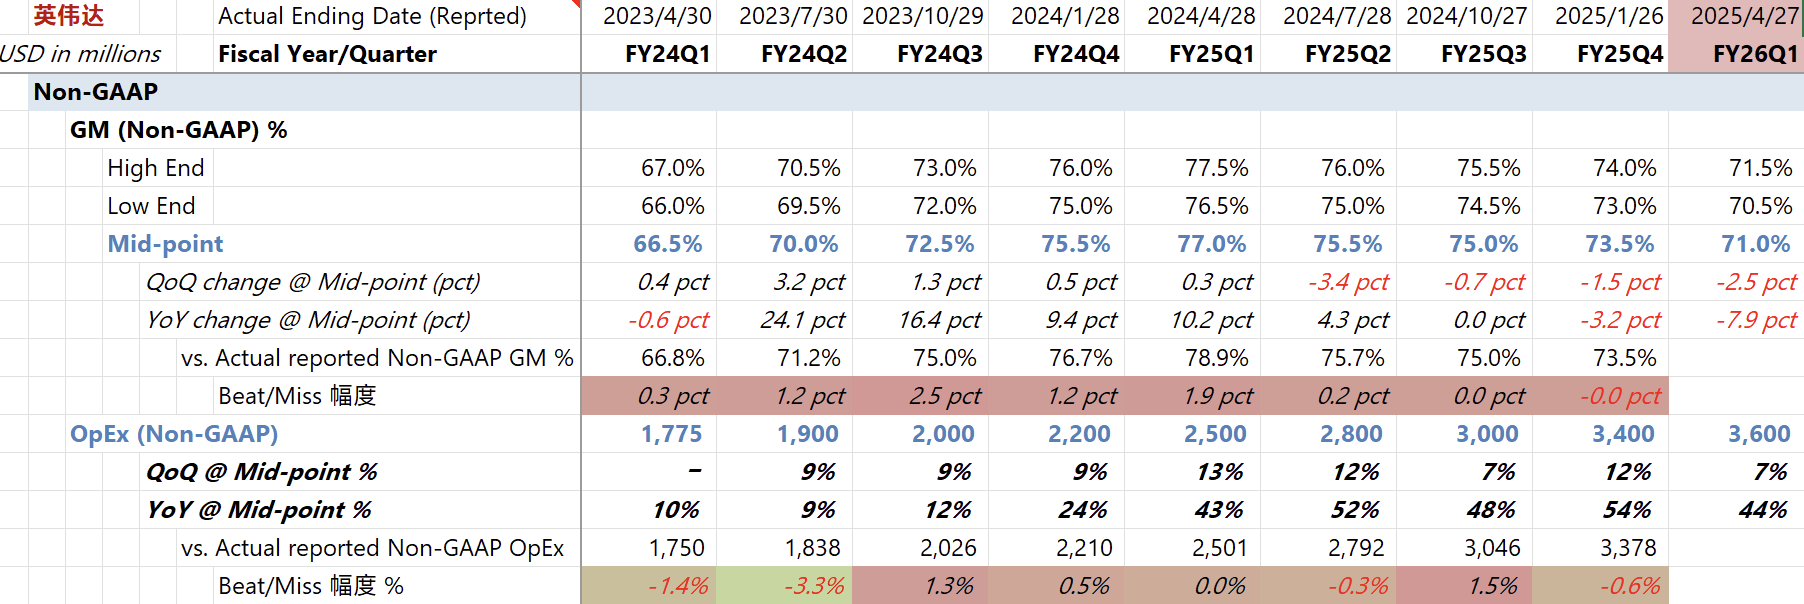 英伟达 Actual Ending Date (Reprted) 2023/4/30 2023/7/30 2023/10/29 2024/1/28 2024/4/28 2024/7/28 2024/10/27 2025/1/26 2025/4/27
USD in millions Fiscal Year/Quarter FY24Q1 FY24Q2 FY24Q3 FY24Q4 FY25Q1 FY25Q2 FY25Q3 FY25Q4 FY26Q1
Non-GAAP
GM (Non-GAAP) %
High End 67.0% 70.5% 73.0% 76.0% 77.5% 76.0% 75.5% 74.0% 71.5%
Low End 66.0% 69.5% 72.0% 75.0% 76.5% 75.0% 74.5% 73.0% 70.5%
Mid-point 66.5% 70.0% 72.5% 75.5% 77.0% 75.5% 75.0% 73.5% 71.0%
QoQ change @ Mid-point (pct) 0.4 pct 3.2 pct 1.3 pct 0.5 pct 0.3 pct -3.4 pct -0.7 pct -1.5 pct -2.5 pct
YoY change @ Mid-point (pct) -0.6 pct 24.1 pct 16.4 pct 9.4 pct 10.2 pct 4.3 pct 0.0 pct -3.2 pct -7.9 pct
vs. Actual reported Non-GAAP GM % 66.8% 71.2% 75.0% 76.7% 78.9% 75.7% 75.0% 73.5%
Beat/Miss 幅度 0.3 pct 1.2 pct 2.5 pct 1.2 pct 1.9 pct 0.2 pct 0.0 pct -0.0 pct
OpEx (Non-GAAP) 1,775 1,900 2,000 2,200 2,500 2,800 3,000 3,400 3,600
QoQ @ Mid-point % – 9% 9% 9% 13% 12% 7% 12% 7%
YoY @ Mid-point % 10% 9% 12% 24% 43% 52% 48% 54% 44%
vs. Actual reported Non-GAAP OpEx 1,750 1,838 2,026 2,210 2,501 2,792 3,046 3,378
Beat/Miss 幅度 % -1.4% -3.3% 1.3% 0.5% 0.0% -0.3% 1.5% -0.6%